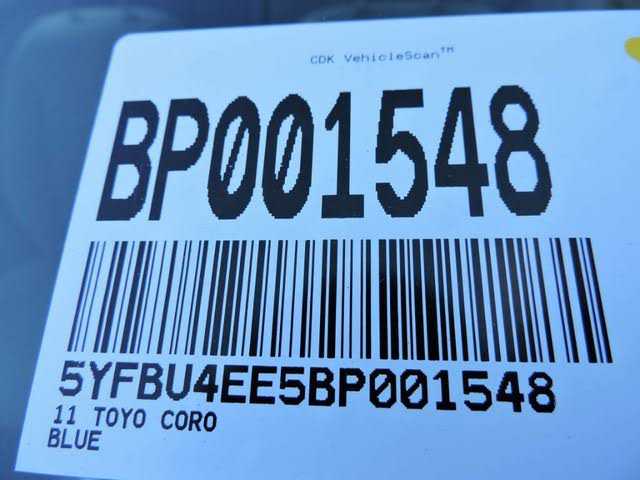 CDK VehicleScan™
BP001548
5YFBU4EE5BP001548
11 TOYO CORO
BLUE